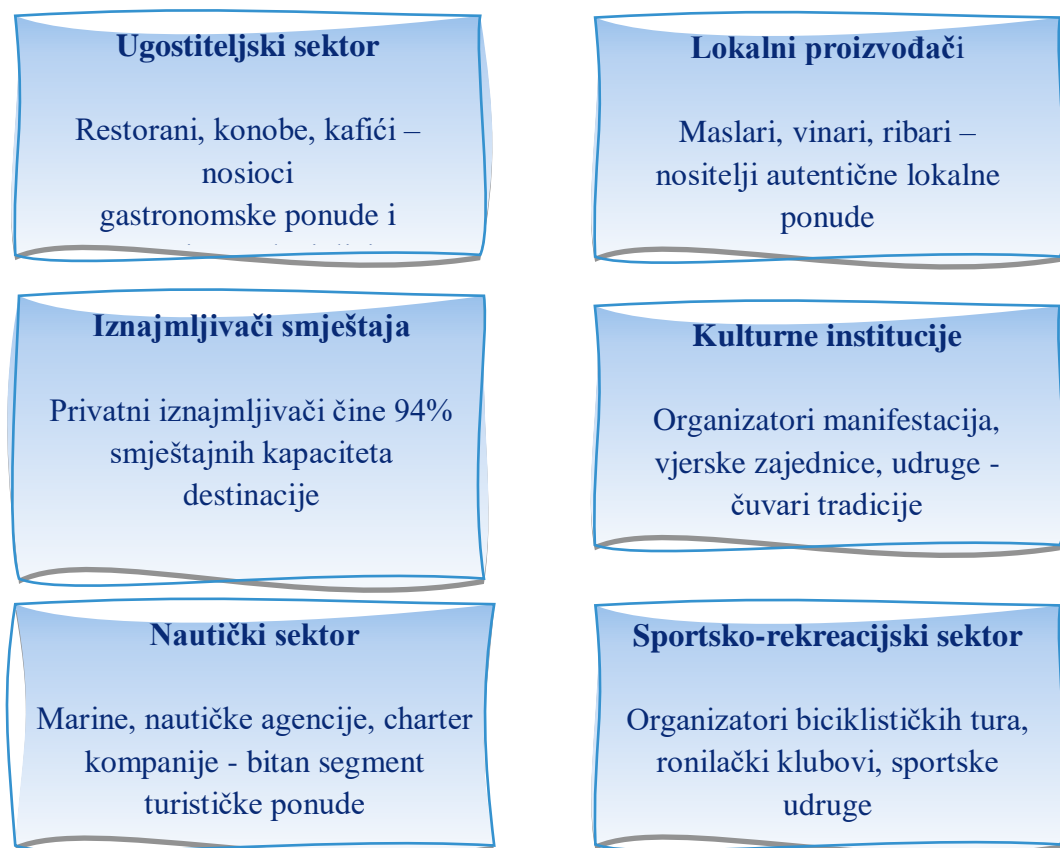 Ugostiteljski sektor
Restorani, konobe, kafići –
nosioci
gastronomske ponude i
Lokalni proizvođači
Maslari, vinari, ribari –
nositelji autentične lokalne
ponude
Iznajmljivači smještaja
Privatni iznajmljivači čine 94%
smještajnih kapaciteta
destinacije
Kulturne institucije
Organizatori manifestacija,
vjerske zajednice, udruge -
čuvari tradicije
Nautički sektor
Marine, nautičke agencije, charter
kompanije - bitan segment
turističke ponude
Sportsko-rekreacijski sektor
Organizatori biciklističkih tura,
ronilački klubovi, sportske
udruge